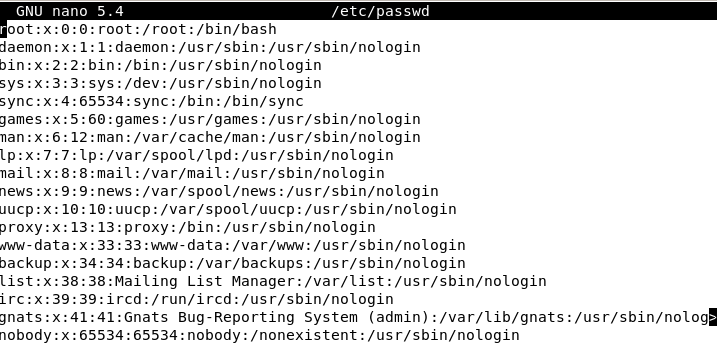 GNU nano 5.4 /etc/passwd
root:x:0:0:root:/root:/bin/bash
daemon:x:1:1:daemon:/usr/sbin:/usr/sbin/nologin
bin:x:2:2:bin:/bin:/usr/sbin/nologin
sys:x:3:3:sys:/dev:/usr/sbin/nologin
sync:x:4:65534:sync:/bin:/bin/sync
games:x:5:60:games:/usr/games:/usr/sbin/nologin
man:x:6:12:man:/var/cache/man:/usr/sbin/nologin
lp:x:7:7:lp:/var/spool/lpd:/usr/sbin/nologin
mail:x:8:8:mail:/var/mail:/usr/sbin/nologin
news:x:9:9:news:/var/spool/news:/usr/sbin/nologin
uucp:x:10:10:uucp:/var/spool/uucp:/usr/sbin/nologin
proxy:x:13:13:proxy:/bin:/usr/sbin/nologin
www-data:x:33:33:www-data:/var/www:/usr/sbin/nologin
backup:x:34:34:backup:/var/backups:/usr/sbin/nologin
list:x:38:38:Mailing List Manager:/var/list:/usr/sbin/nologin
irc:x:39:39:ircd:/run/ircd:/usr/sbin/nologin
gnats:x:41:41:Gnats Bug-Reporting System (admin):/var/lib/gnats:/usr/sbin/nolog>
nobody:x:65534:65534:nobody:/nonexistent:/usr/sbin/nologin